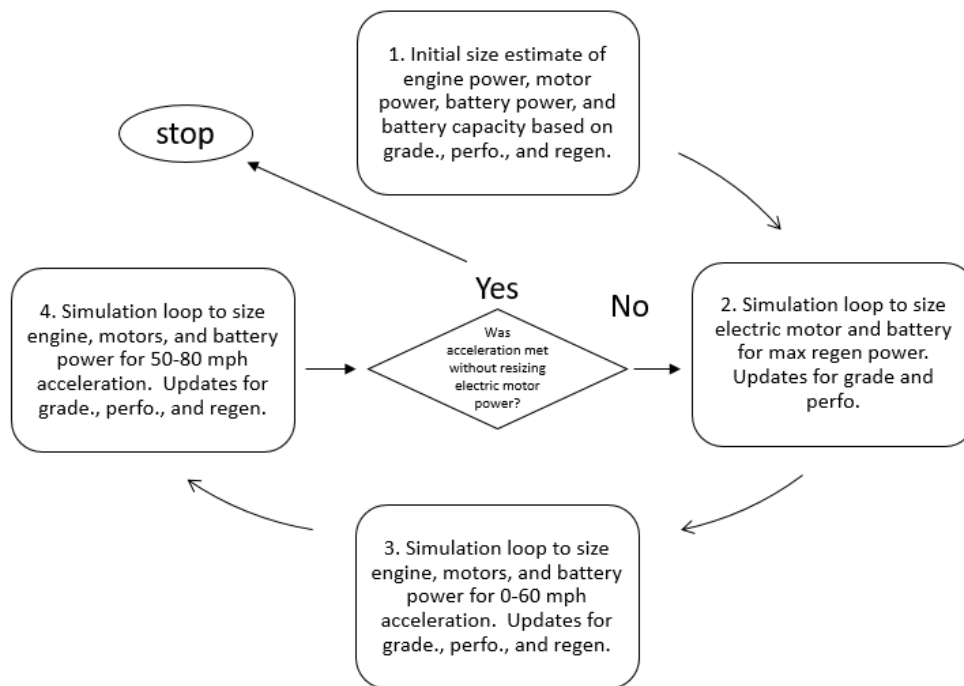 1. Initial size estimate of
engine power, motor
power, battery power, and
battery capacity based on
grade., perfo., and regen.
stop
Yes
No
4. Simulation loop to size
engine, motors, and battery
power for 50-80 mph
acceleration. Updates for
grade., perfo., and regen.
Was
acceleration met
without resizing
electric motor
power?
2. Simulation loop to size
electric motor and battery
for max regen power.
Updates for grade and
perfo.
3. Simulation loop to size
engine, motors, and battery
power for 0-60 mph
acceleration. Updates for
grade., perfo., and regen.